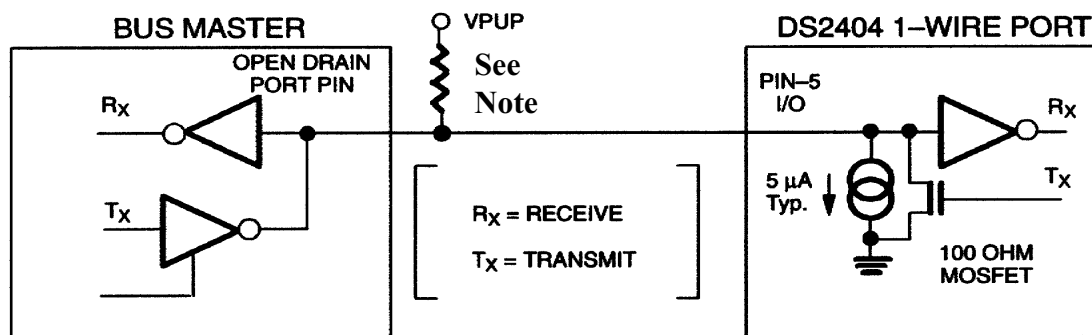 BUS MASTER
OPEN DRAIN
PORT PIN
RX
TX
VPUP
See
Note
RX = RECEIVE
TX = TRANSMIT
DS2404 1–WIRE PORT
PIN–5
I/O
RX
TX
5 µA
Typ.
100 OHM
MOSFET